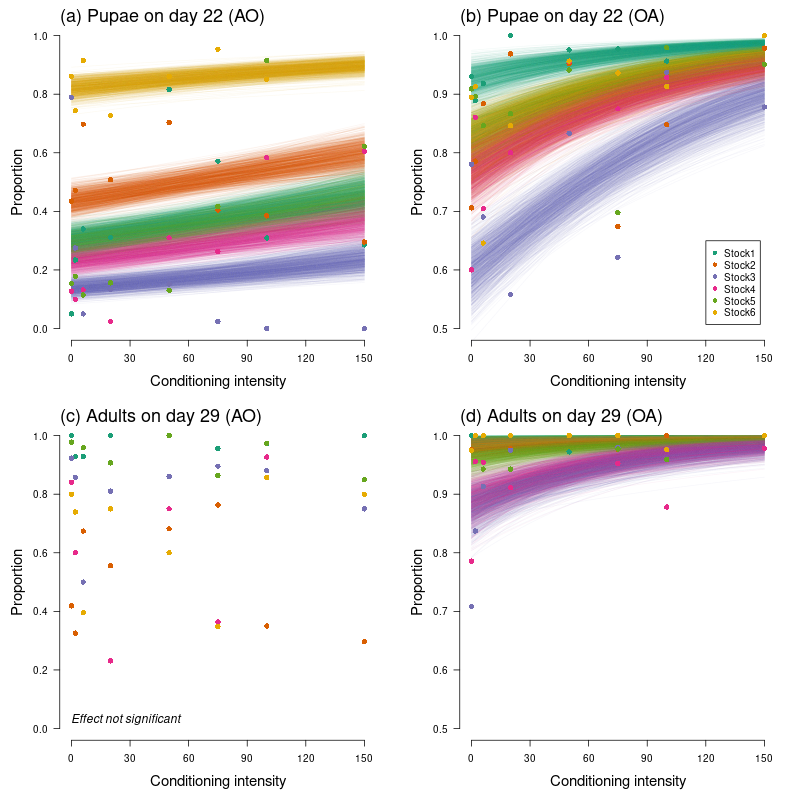 (a) Pupae on day 22 (AO)
1.0
0.8
0.6
0.4
0.2
0.0
Proportion
0 30 60 90 120 150
Conditioning intensity
(b) Pupae on day 22 (OA)
1.0
0.9
0.8
0.7
0.6
0.5
Proportion
Stock1
Stock2
Stock3
Stock4
Stock5
Stock6
0 30 60 90 120 150
Conditioning intensity
(c) Adults on day 29 (AO)
1.0
0.8
0.6
0.4
0.2
0.0
Proportion
Effect not significant
0 30 60 90 120 150
Conditioning intensity
(d) Adults on day 29 (OA)
1.0
0.9
0.8
0.7
0.6
0.5
Proportion
0 30 60 90 120 150
Conditioning intensity